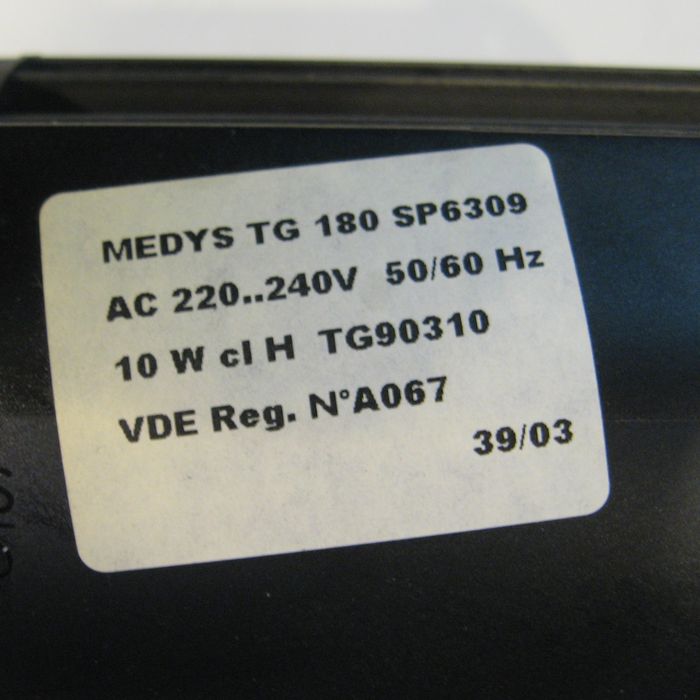 MEDYS TG 180 SP6309
AC 220..240V 50/60 Hz
10 W cl H TG90310
VDE Reg. N°A067
39/03